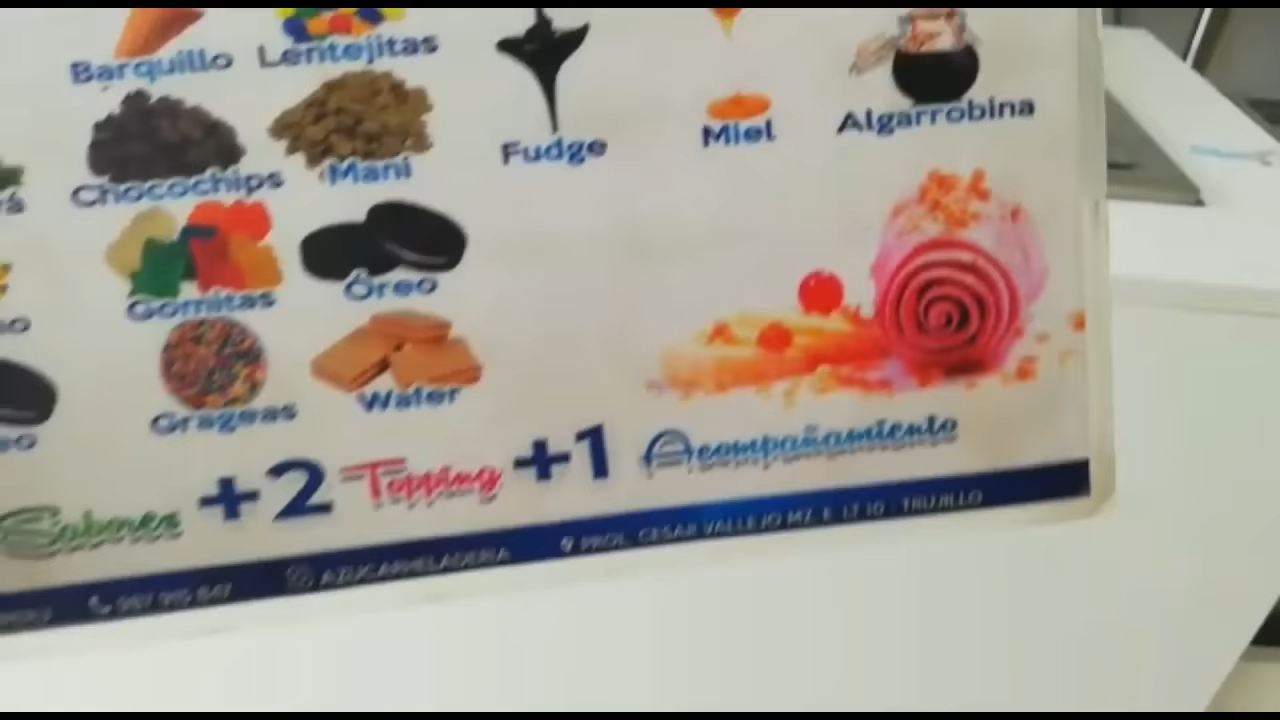 Barquillo Lentejitas
Chocochips Mani Fudge Miel Algarrobina
Gomitas Oreo
Grageas Wafer
Sabores +2 Topping +1 Acompañamiento
AZUCARHELADERIA PROL. CESAR VALLEJO MZ. E LT 10 - TRUJILLO